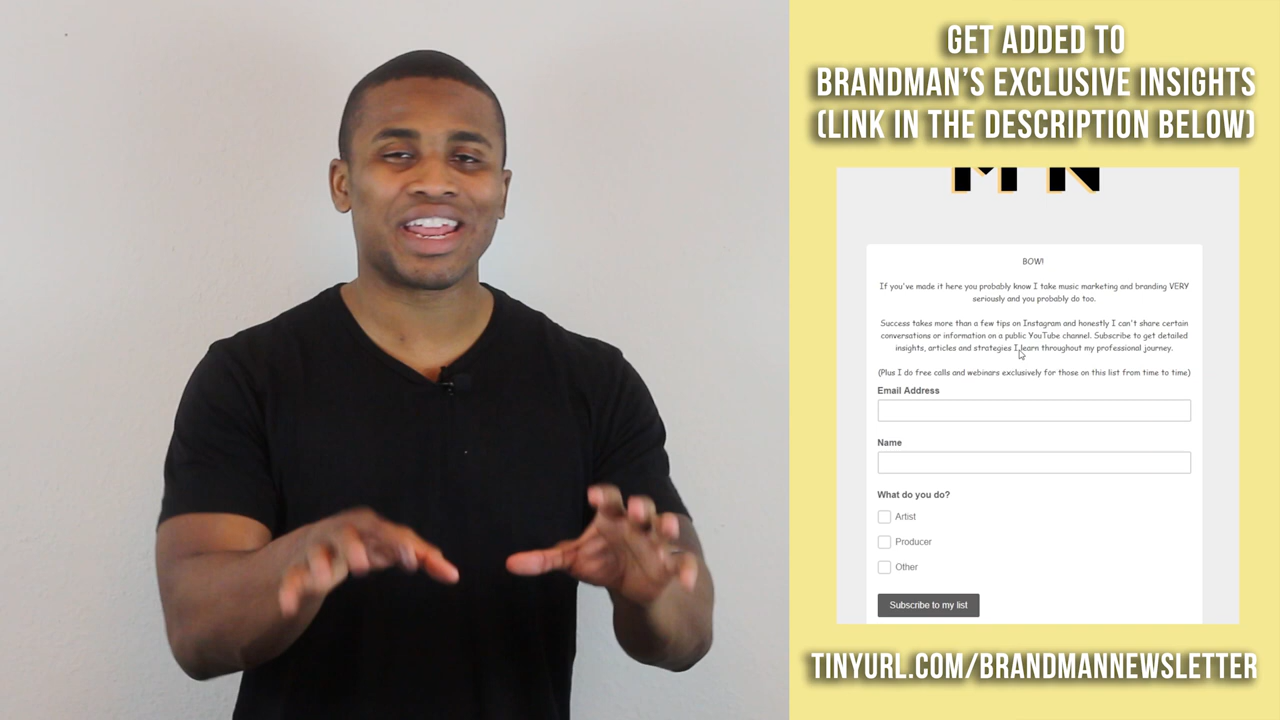 GET ADDED TO
BRANDMAN'S EXCLUSIVE INSIGHTS
(LINK IN THE DESCRIPTION BELOW)
BOW!
If you've made it here you probably know I take music marketing and branding VERY
seriously and you probably do too.
Success takes more than a few tips on Instagram and honestly I can't share certain
conversations or information on a public YouTube channel. Subscribe to get detailed
insights, articles and strategies I learn throughout my professional journey.
(Plus I do free calls and webinars exclusively for those on this list from time to time)
Email Address
Name
What do you do?
Artist
Producer
Other
Subscribe to my list
TINYURL.COM/BRANDMANNEWSLETTER